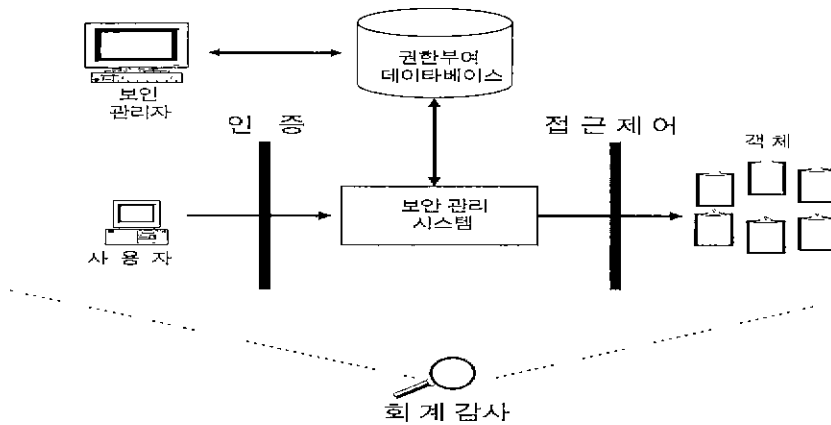 권한부여
데이타베이스
보인
관리자
인 증
접 근 제 어
객 체
보안 관리
시스템
사 용 자
회 계 감 사